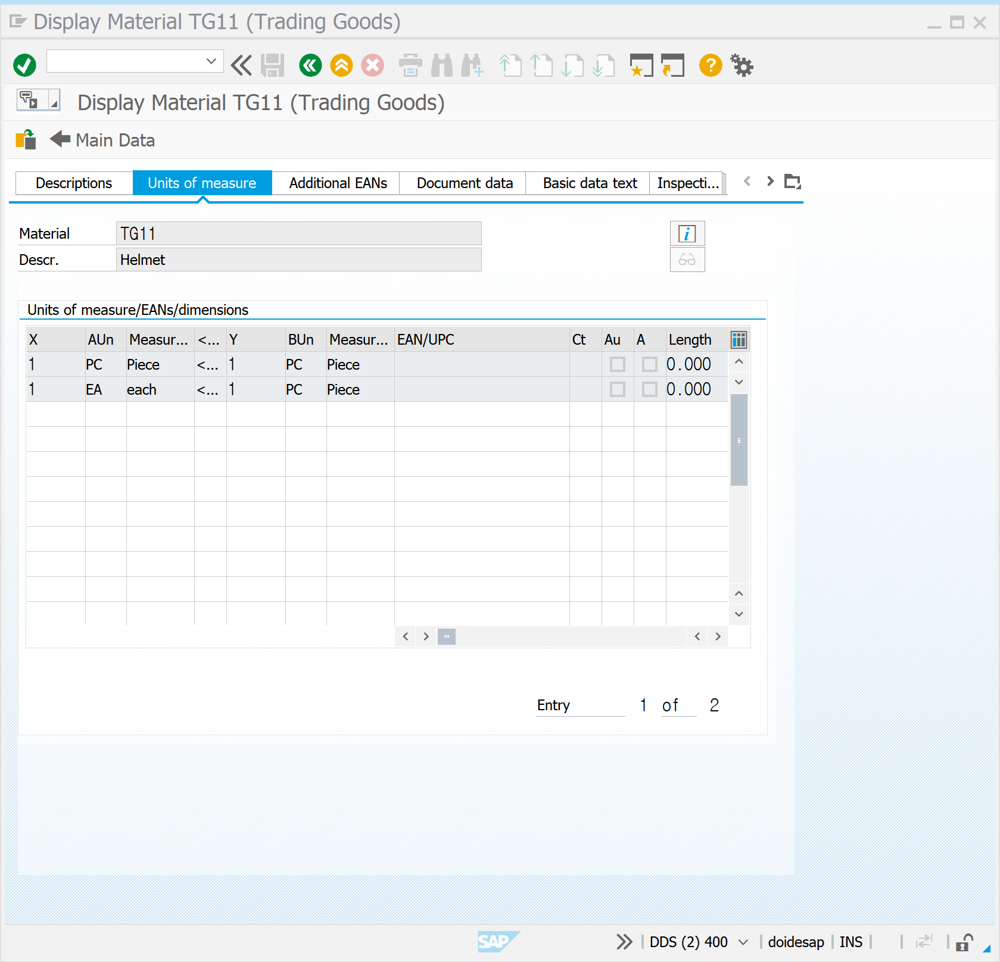 Display Material TG11 (Trading Goods)
Display Material TG11 (Trading Goods)
Main Data
Descriptions Units of measure Additional EANs Document data Basic data text Inspecti...
Material TG11
Descr. Helmet
Units of measure/EANs/dimensions
X AUn Measur... <... Y BUn Measur... EAN/UPC Ct Au A Length
1 PC Piece <... 1 PC Piece 0.000
1 EA each <... 1 PC Piece 0.000
Entry 1 of 2
SAP DDS (2) 400 doidesap INS